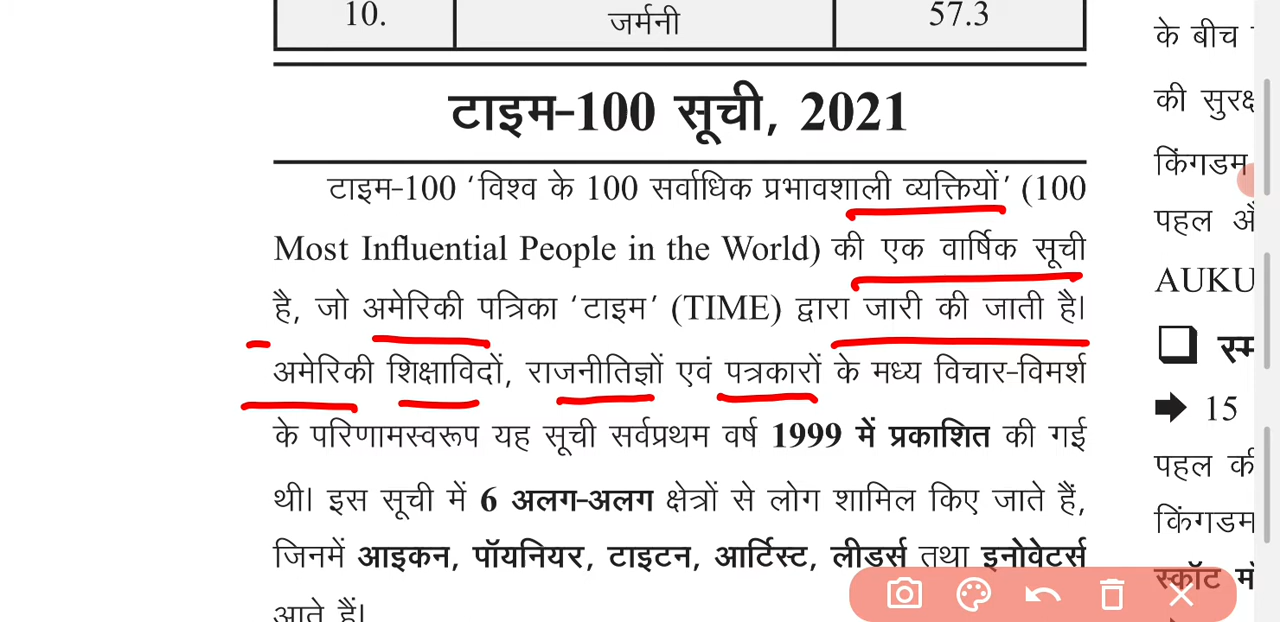 10. जर्मनी 57.3
टाइम-100 सूची, 2021
टाइम-100 ‘विश्व के 100 सर्वाधिक प्रभावशाली व्यक्तियों’ (100
Most Influential People in the World) की एक वार्षिक सूची
है, जो अमेरिकी पत्रिका ‘टाइम’ (TIME) द्वारा जारी की जाती है।
अमेरिकी शिक्षाविदों, राजनीतिज्ञों एवं पत्रकारों के मध्य विचार-विमर्श
के परिणामस्वरूप यह सूची सर्वप्रथम वर्ष 1999 में प्रकाशित की गई
थी। इस सूची में 6 अलग-अलग क्षेत्रों से लोग शामिल किए जाते हैं,
जिनमें आइकन, पॉयनियर, टाइटन, आर्टिस्ट, लीडर्स तथा इनोवेटर्स
आते हैं।
के बीच
की
किंगडम
पहल
AUKU
15
पहल की
किंगडम
स्कॉट